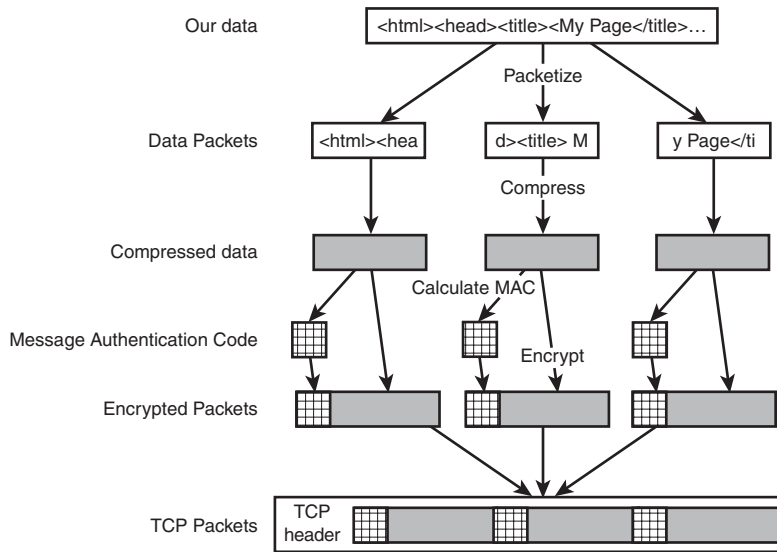 Our data
<html><head><title><My Page</title>...
Packetize
Data Packets
<html><hea
d><title> M
y Page</ti
Compress
Compressed data
Calculate MAC
Message Authentication Code
Encrypt
Encrypted Packets
TCP Packets
TCP
header